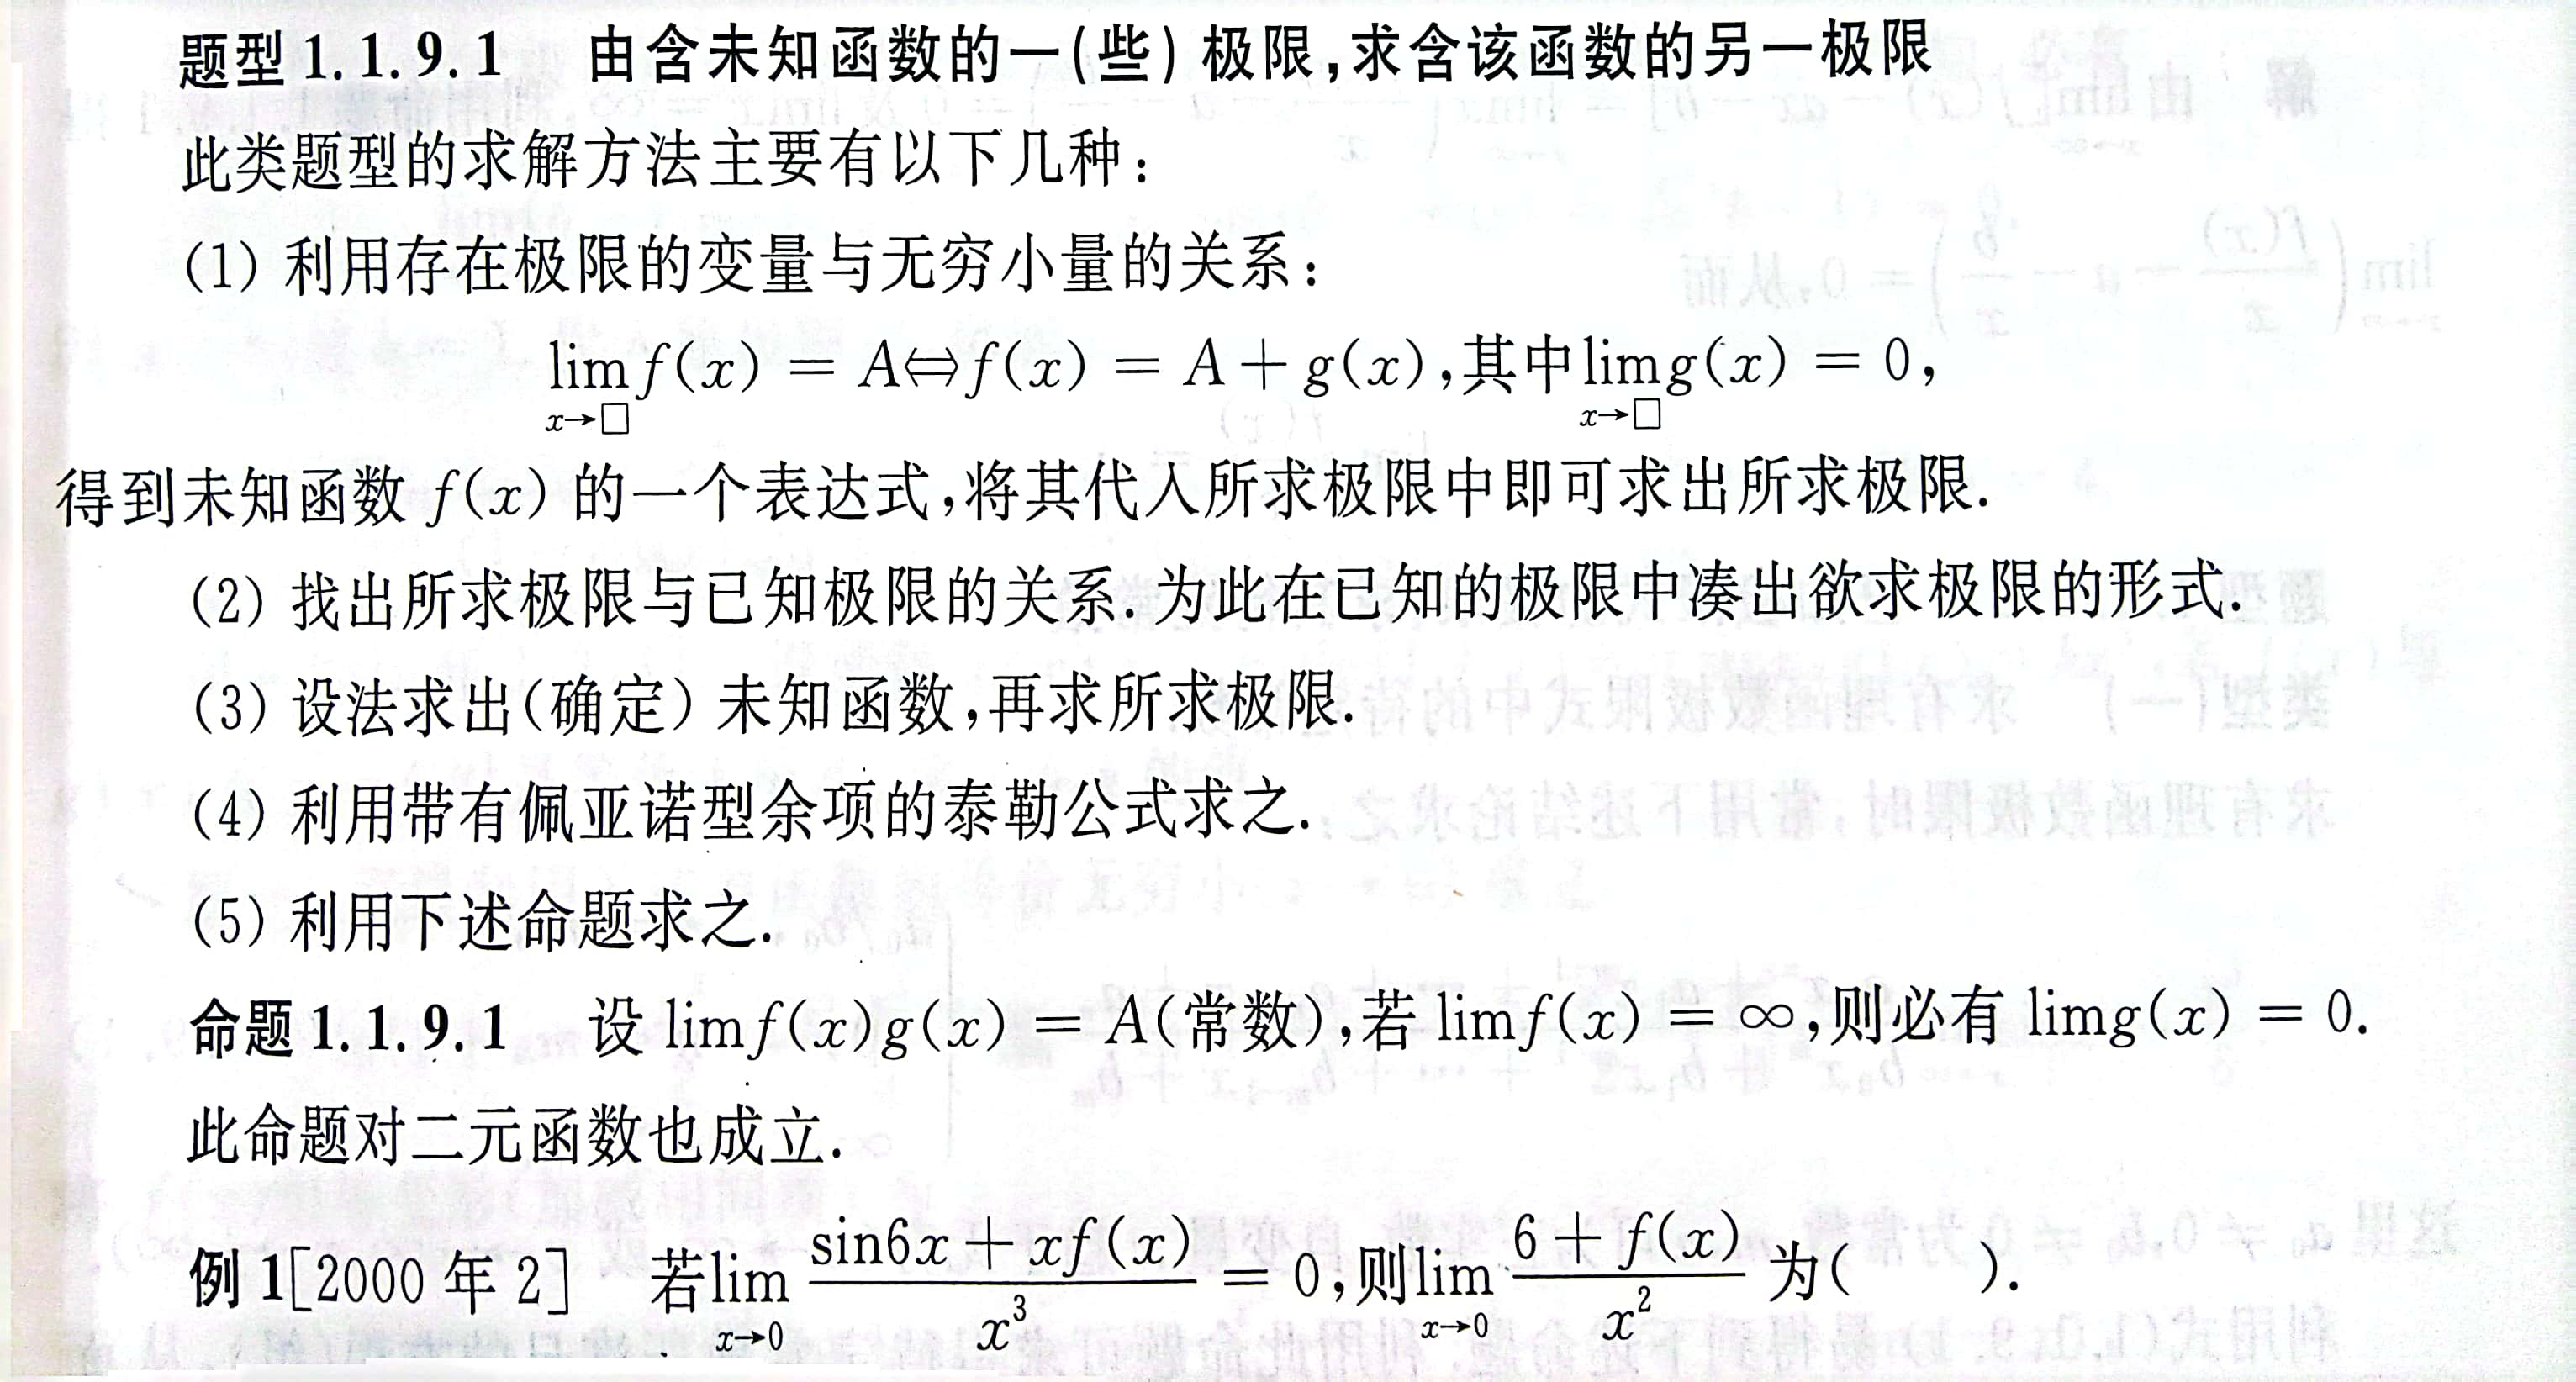 题型1.1.9.1 由含未知函数的一(些)极限,求含该函数的另一极限
此类题型的求解方法主要有以下几种:
(1) 利用存在极限的变量与无穷小量的关系:
$\lim\limits_{x\to\square} f(x) = A \Leftrightarrow f(x) = A + g(x)$,其中$\lim\limits_{x\to\square} g(x) = 0$,
得到未知函数 f(x) 的一个表达式,将其代入所求极限中即可求出所求极限.
(2) 找出所求极限与已知极限的关系.为此在已知的极限中凑出欲求极限的形式.
(3) 设法求出(确定)未知函数,再求所求极限.
(4) 利用带有佩亚诺型余项的泰勒公式求之.
(5) 利用下述命题求之.
命题1.1.9.1 设 lim f(x)g(x) = A(常数),若 lim f(x) = ∞,则必有 lim g(x) = 0.
此命题对二元函数也成立.
例1[2000年2] 若$\lim\limits_{x\to 0} \frac{\sin 6x + xf(x)}{x^3} = 0$,则$\lim\limits_{x\to 0} \frac{6 + f(x)}{x^2}$为( ).